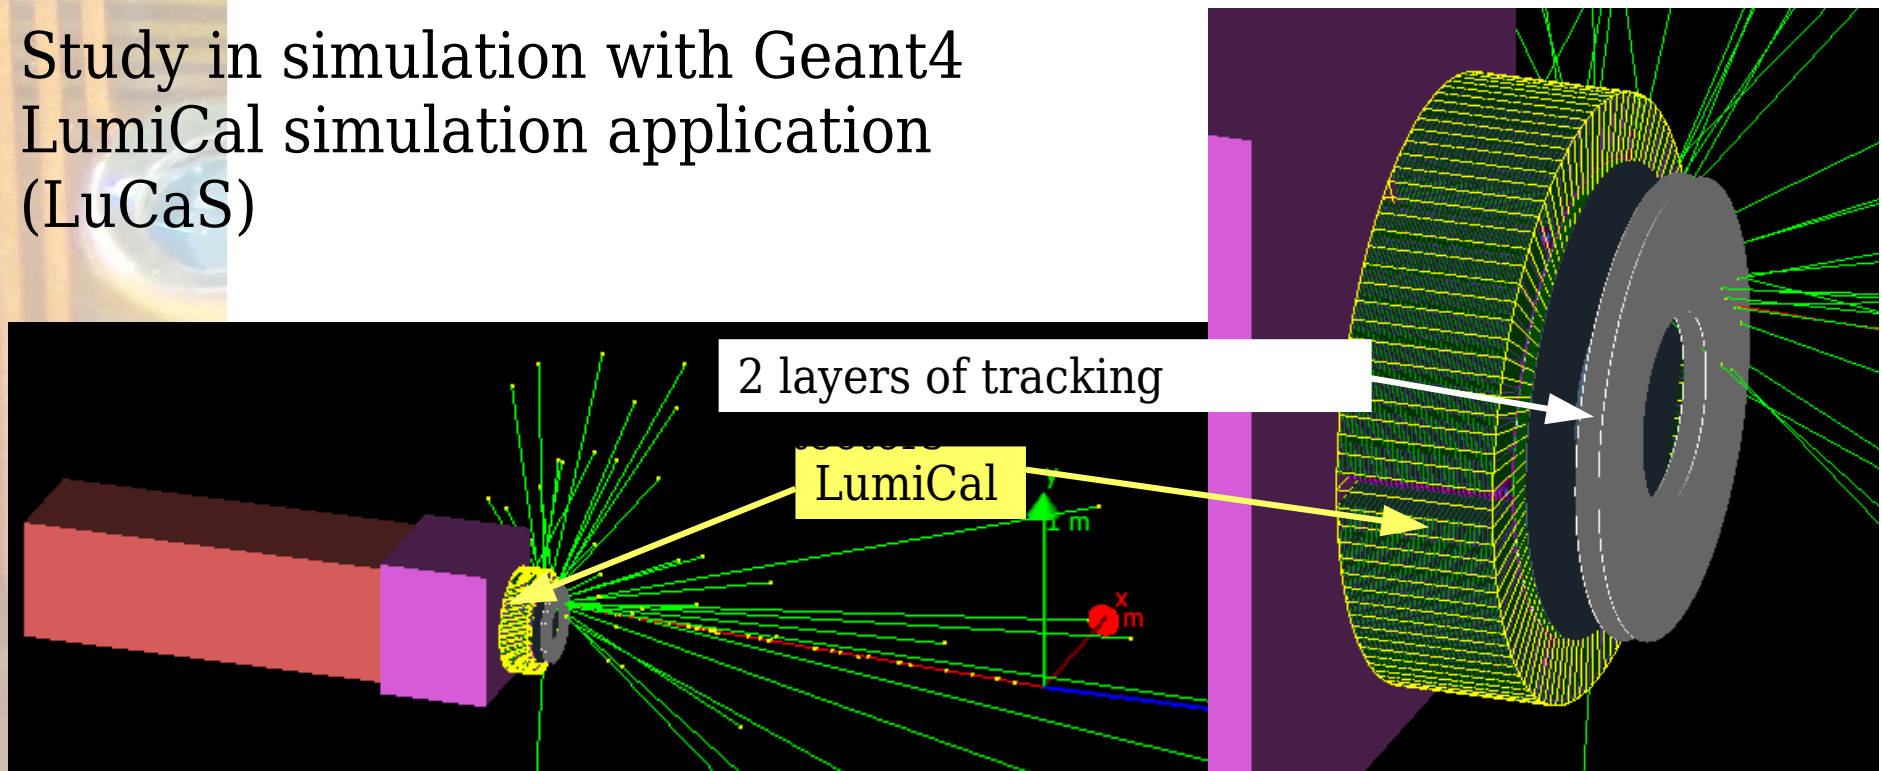 Study in simulation with Geant4
LumiCal simulation application
(LuCaS)
2 layers of tracking
LumiCal
y
1 m
x
m